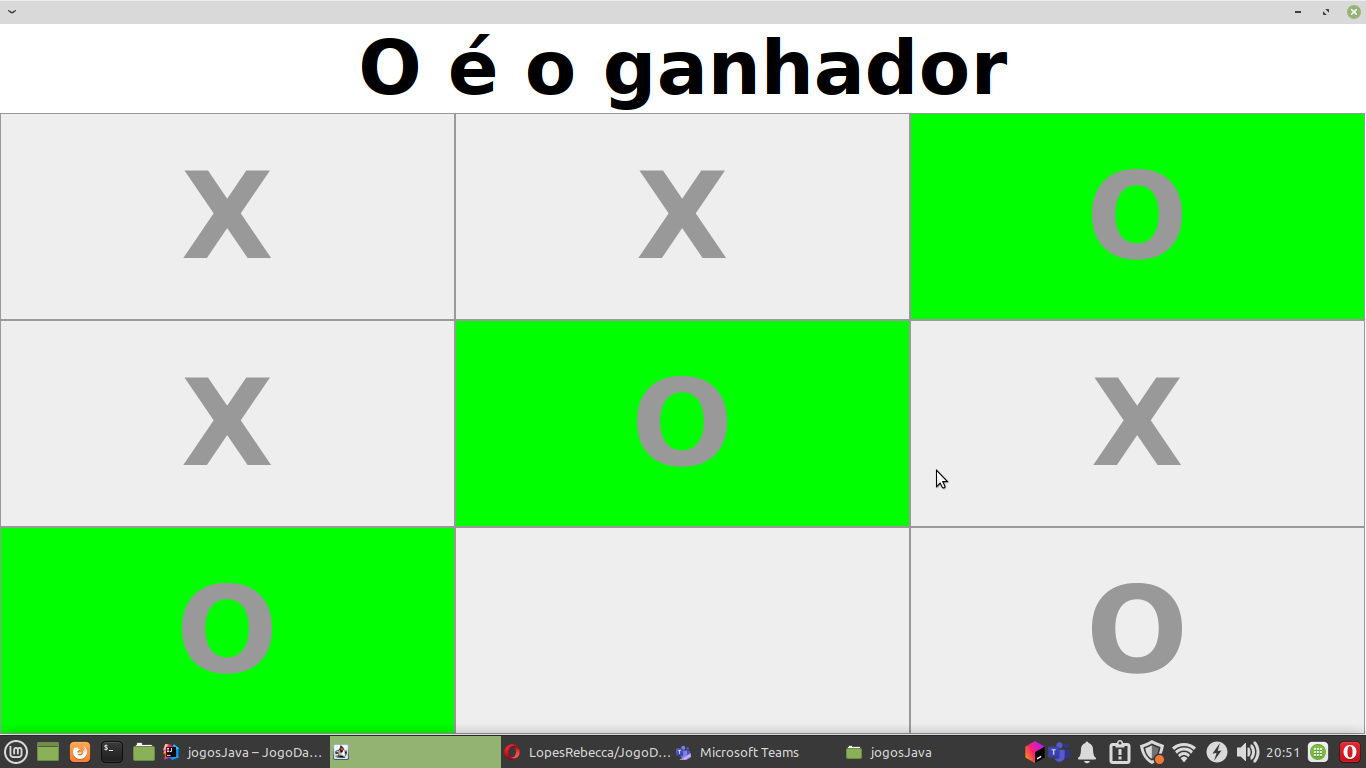 O é o ganhador
X X O
X O X
O O
jogosJava – JogoDa... LopesRebecca/JogoD... Microsoft Teams jogosJava 20:51